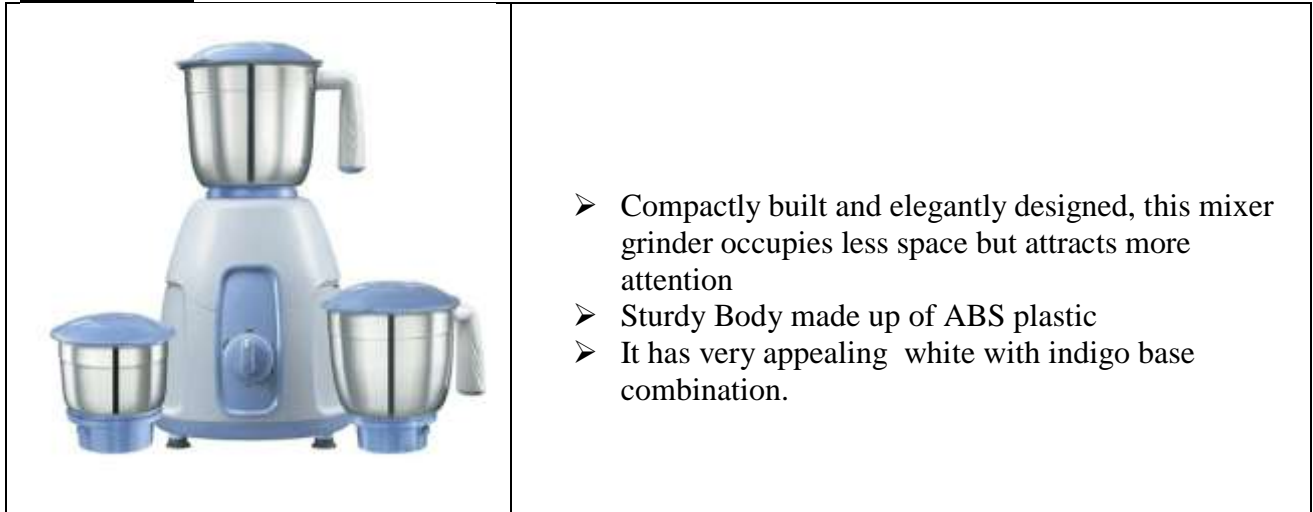 ➢ Compactly built and elegantly designed, this mixer
grinder occupies less space but attracts more
attention
➢ Sturdy Body made up of ABS plastic
➢ It has very appealing  white with indigo base
combination.